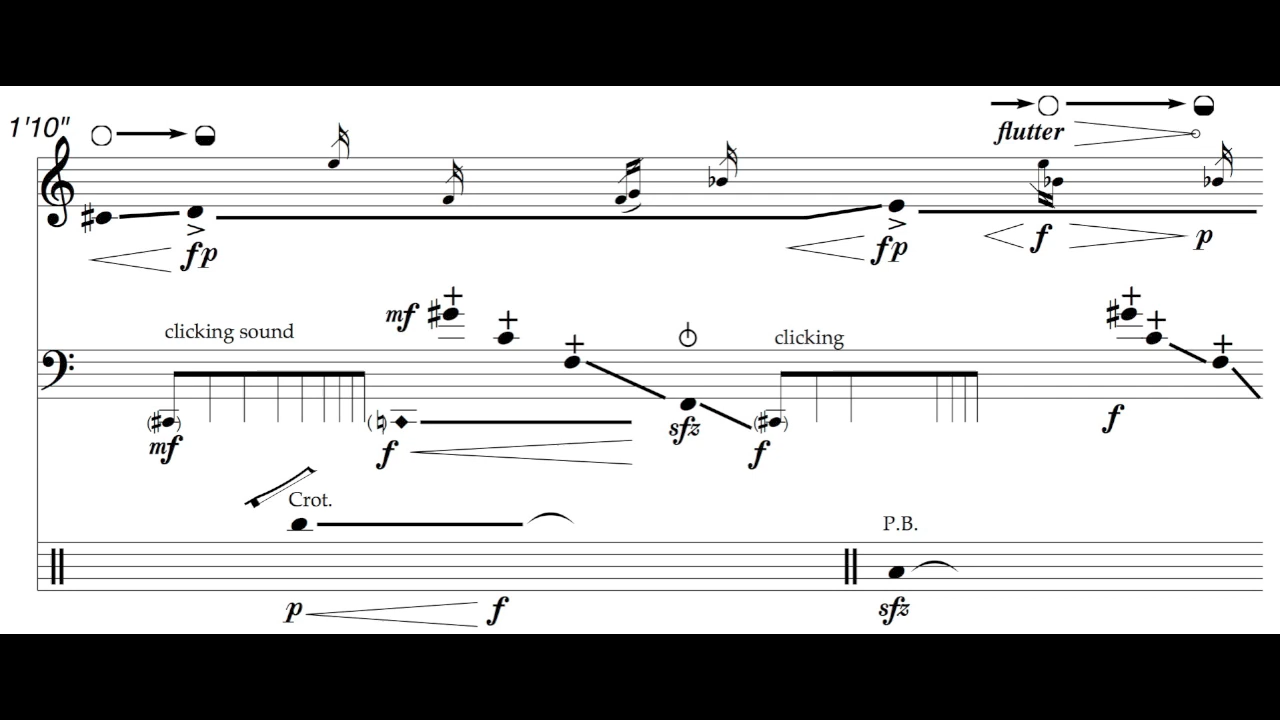 1'10"
flutter
fp
fp
f
p
mf
clicking sound
clicking
mf
f
sfz
f
f
Crot.
P.B.
p
f
sfz